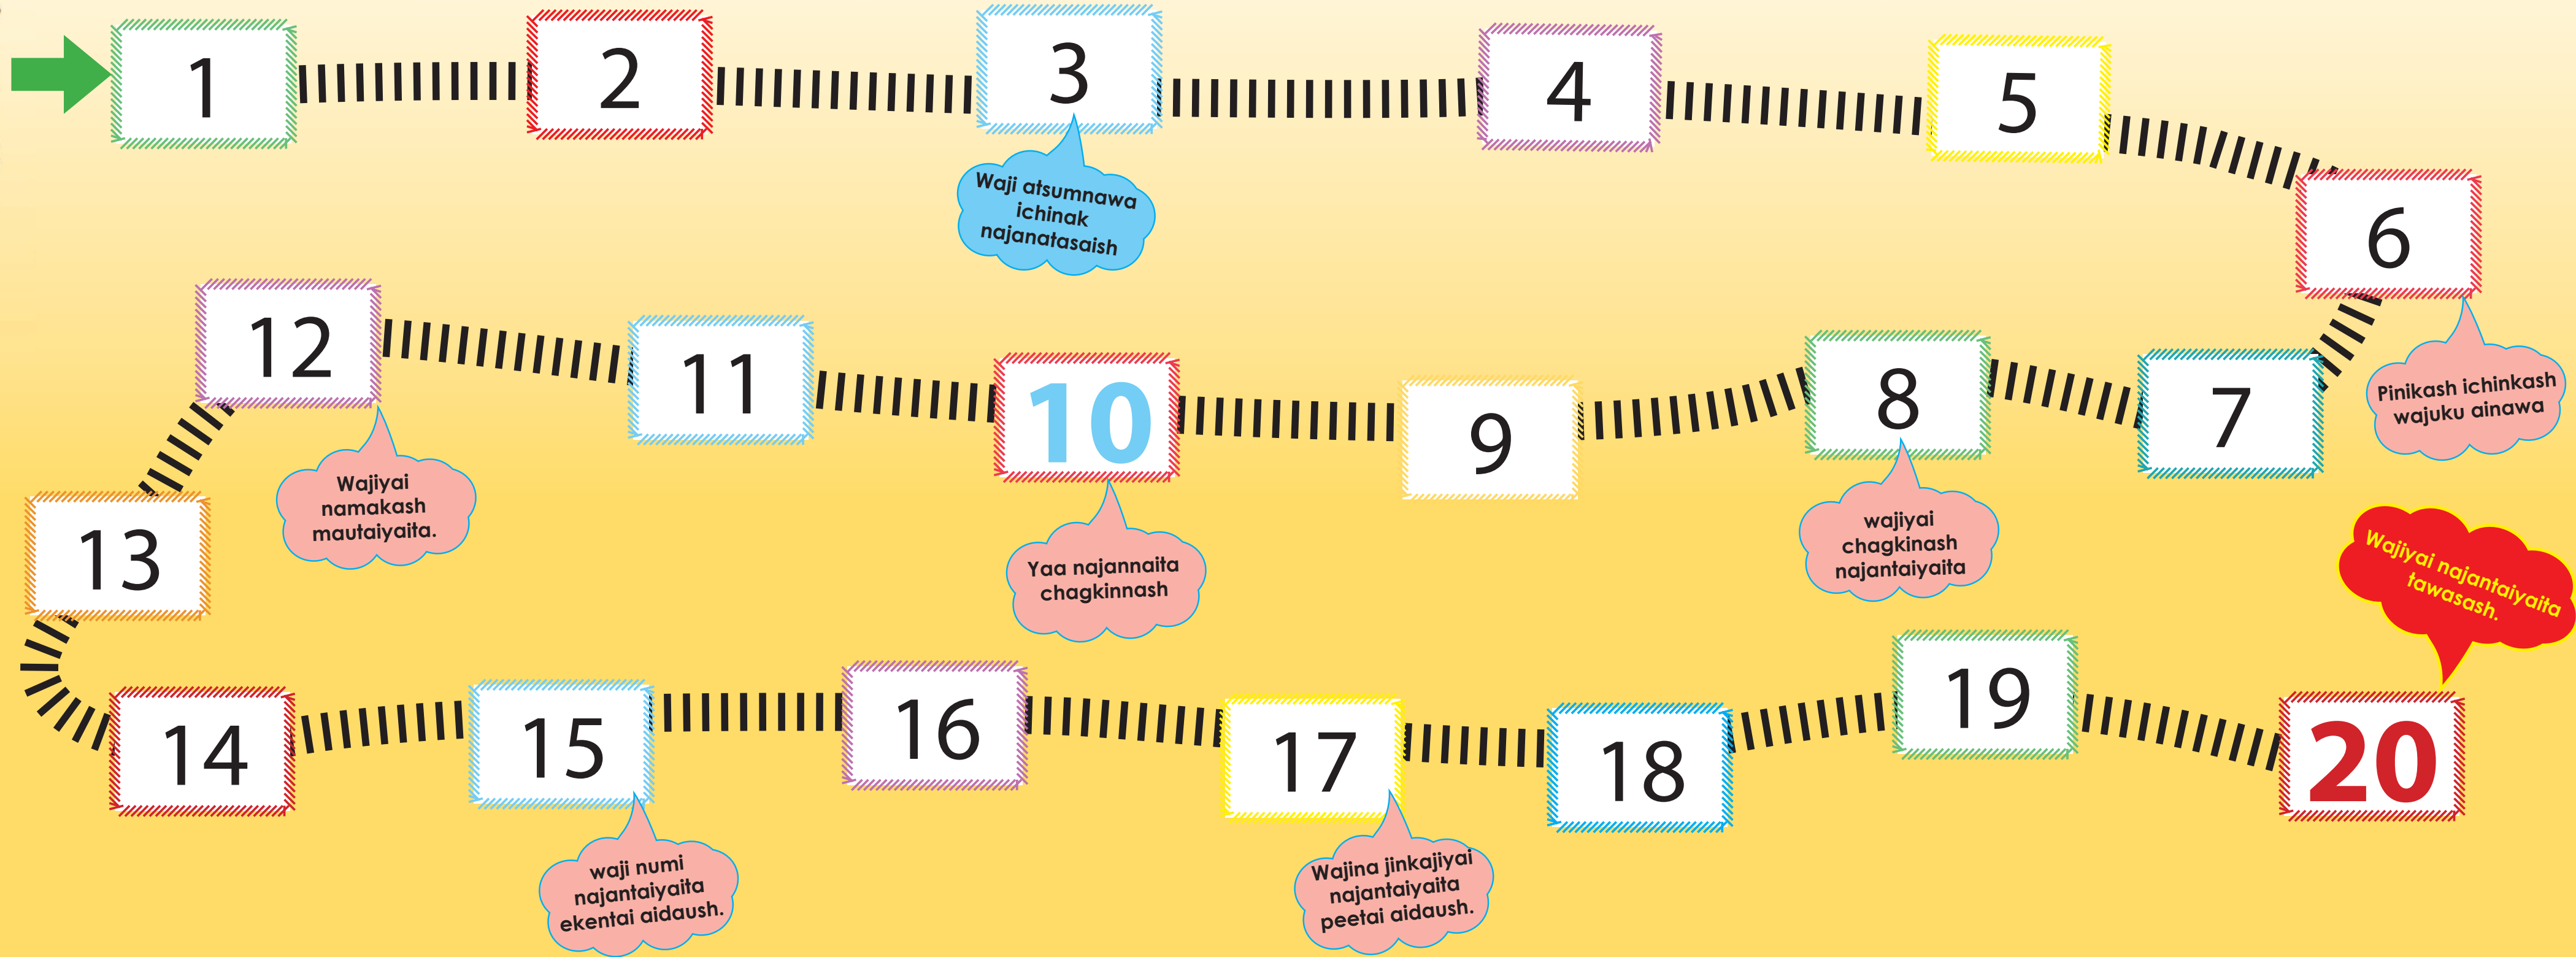 1
2
3
4
5
Waji atsumnawa
ichinak
najanatasaish
6
Pinikash ichinkash
wajuku ainawa
7
8
wajiyai
chagkinash
najantaiyaita
9
10
Yaa najannaita
chagkinnash
11
12
Wajiyai
namakash
mautaiyaita.
13
14
15
waji numi
najantaiyaita
ekentai aidaush.
16
17
Wajina jinkajiyai
najantaiyaita
peetai aidaush.
18
19
20
Wajiyai najantaiyaita
tawasash.